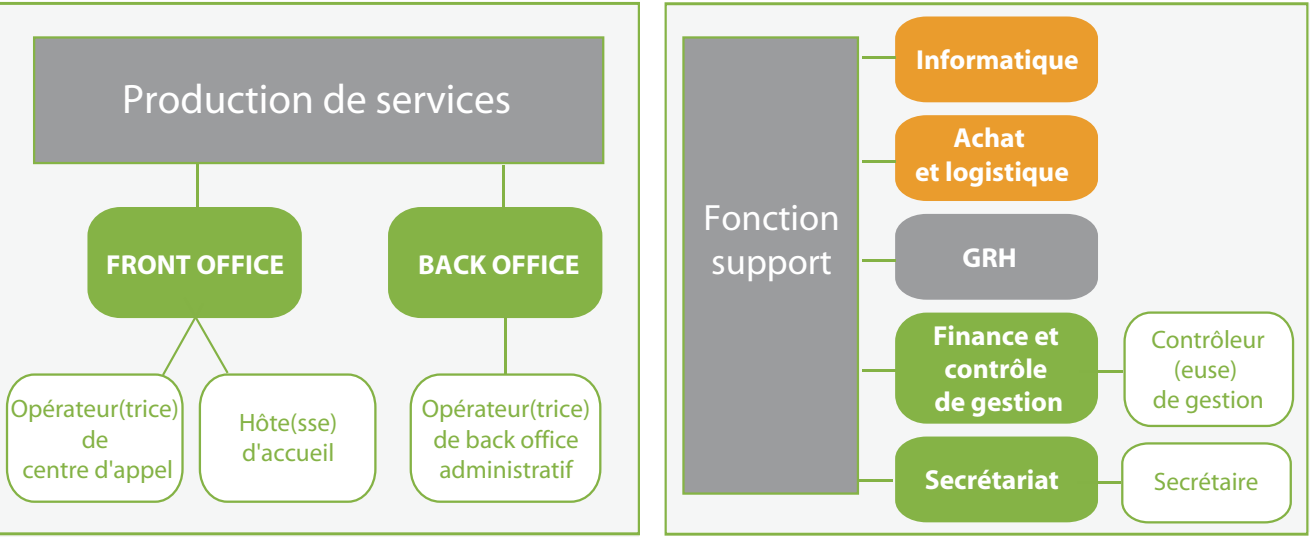 Production de services
FRONT OFFICE
BACK OFFICE
Opérateur(trice)
de
centre d'appel
Hôte(sse)
d'accueil
Opérateur(trice)
de back office
administratif
Fonction
support
Informatique
Achat
et logistique
GRH
Finance et
contrôle
de gestion
Contrôleur
(euse)
de gestion
Secrétariat
Secrétaire